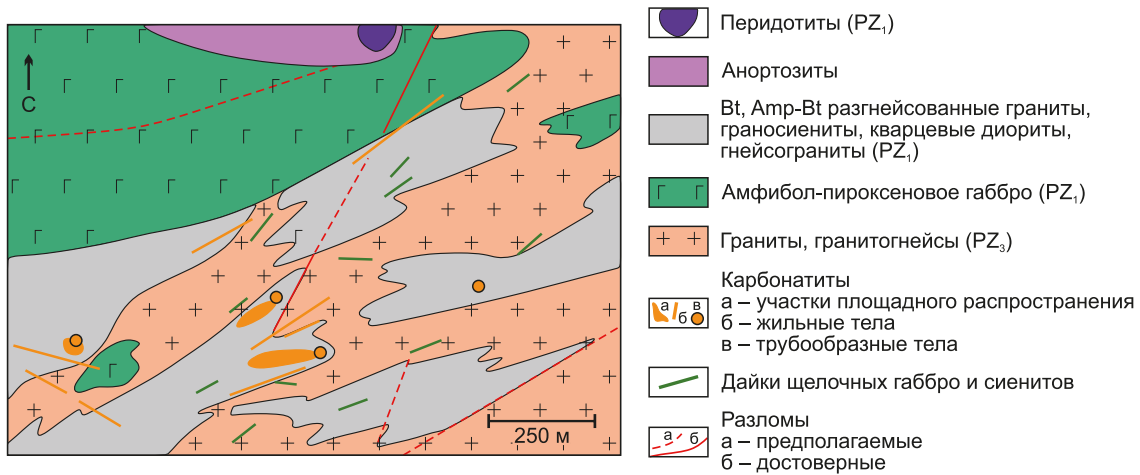 С
250 м
Перидотиты (PZ₁)
Анортозиты
Bt, Amp-Bt разгнейсованные граниты,
граносиениты, кварцевые диориты,
гнейсограниты (PZ₁)
Амфибол-пироксеновое габбро (PZ₁)
Граниты, гранитогнейсы (PZ₃)
Карбонатиты
а б в
а – участки площадного распространения
б – жильные тела
в – трубообразные тела
Дайки щелочных габбро и сиенитов
Разломы
а б
а – предполагаемые
б – достоверные